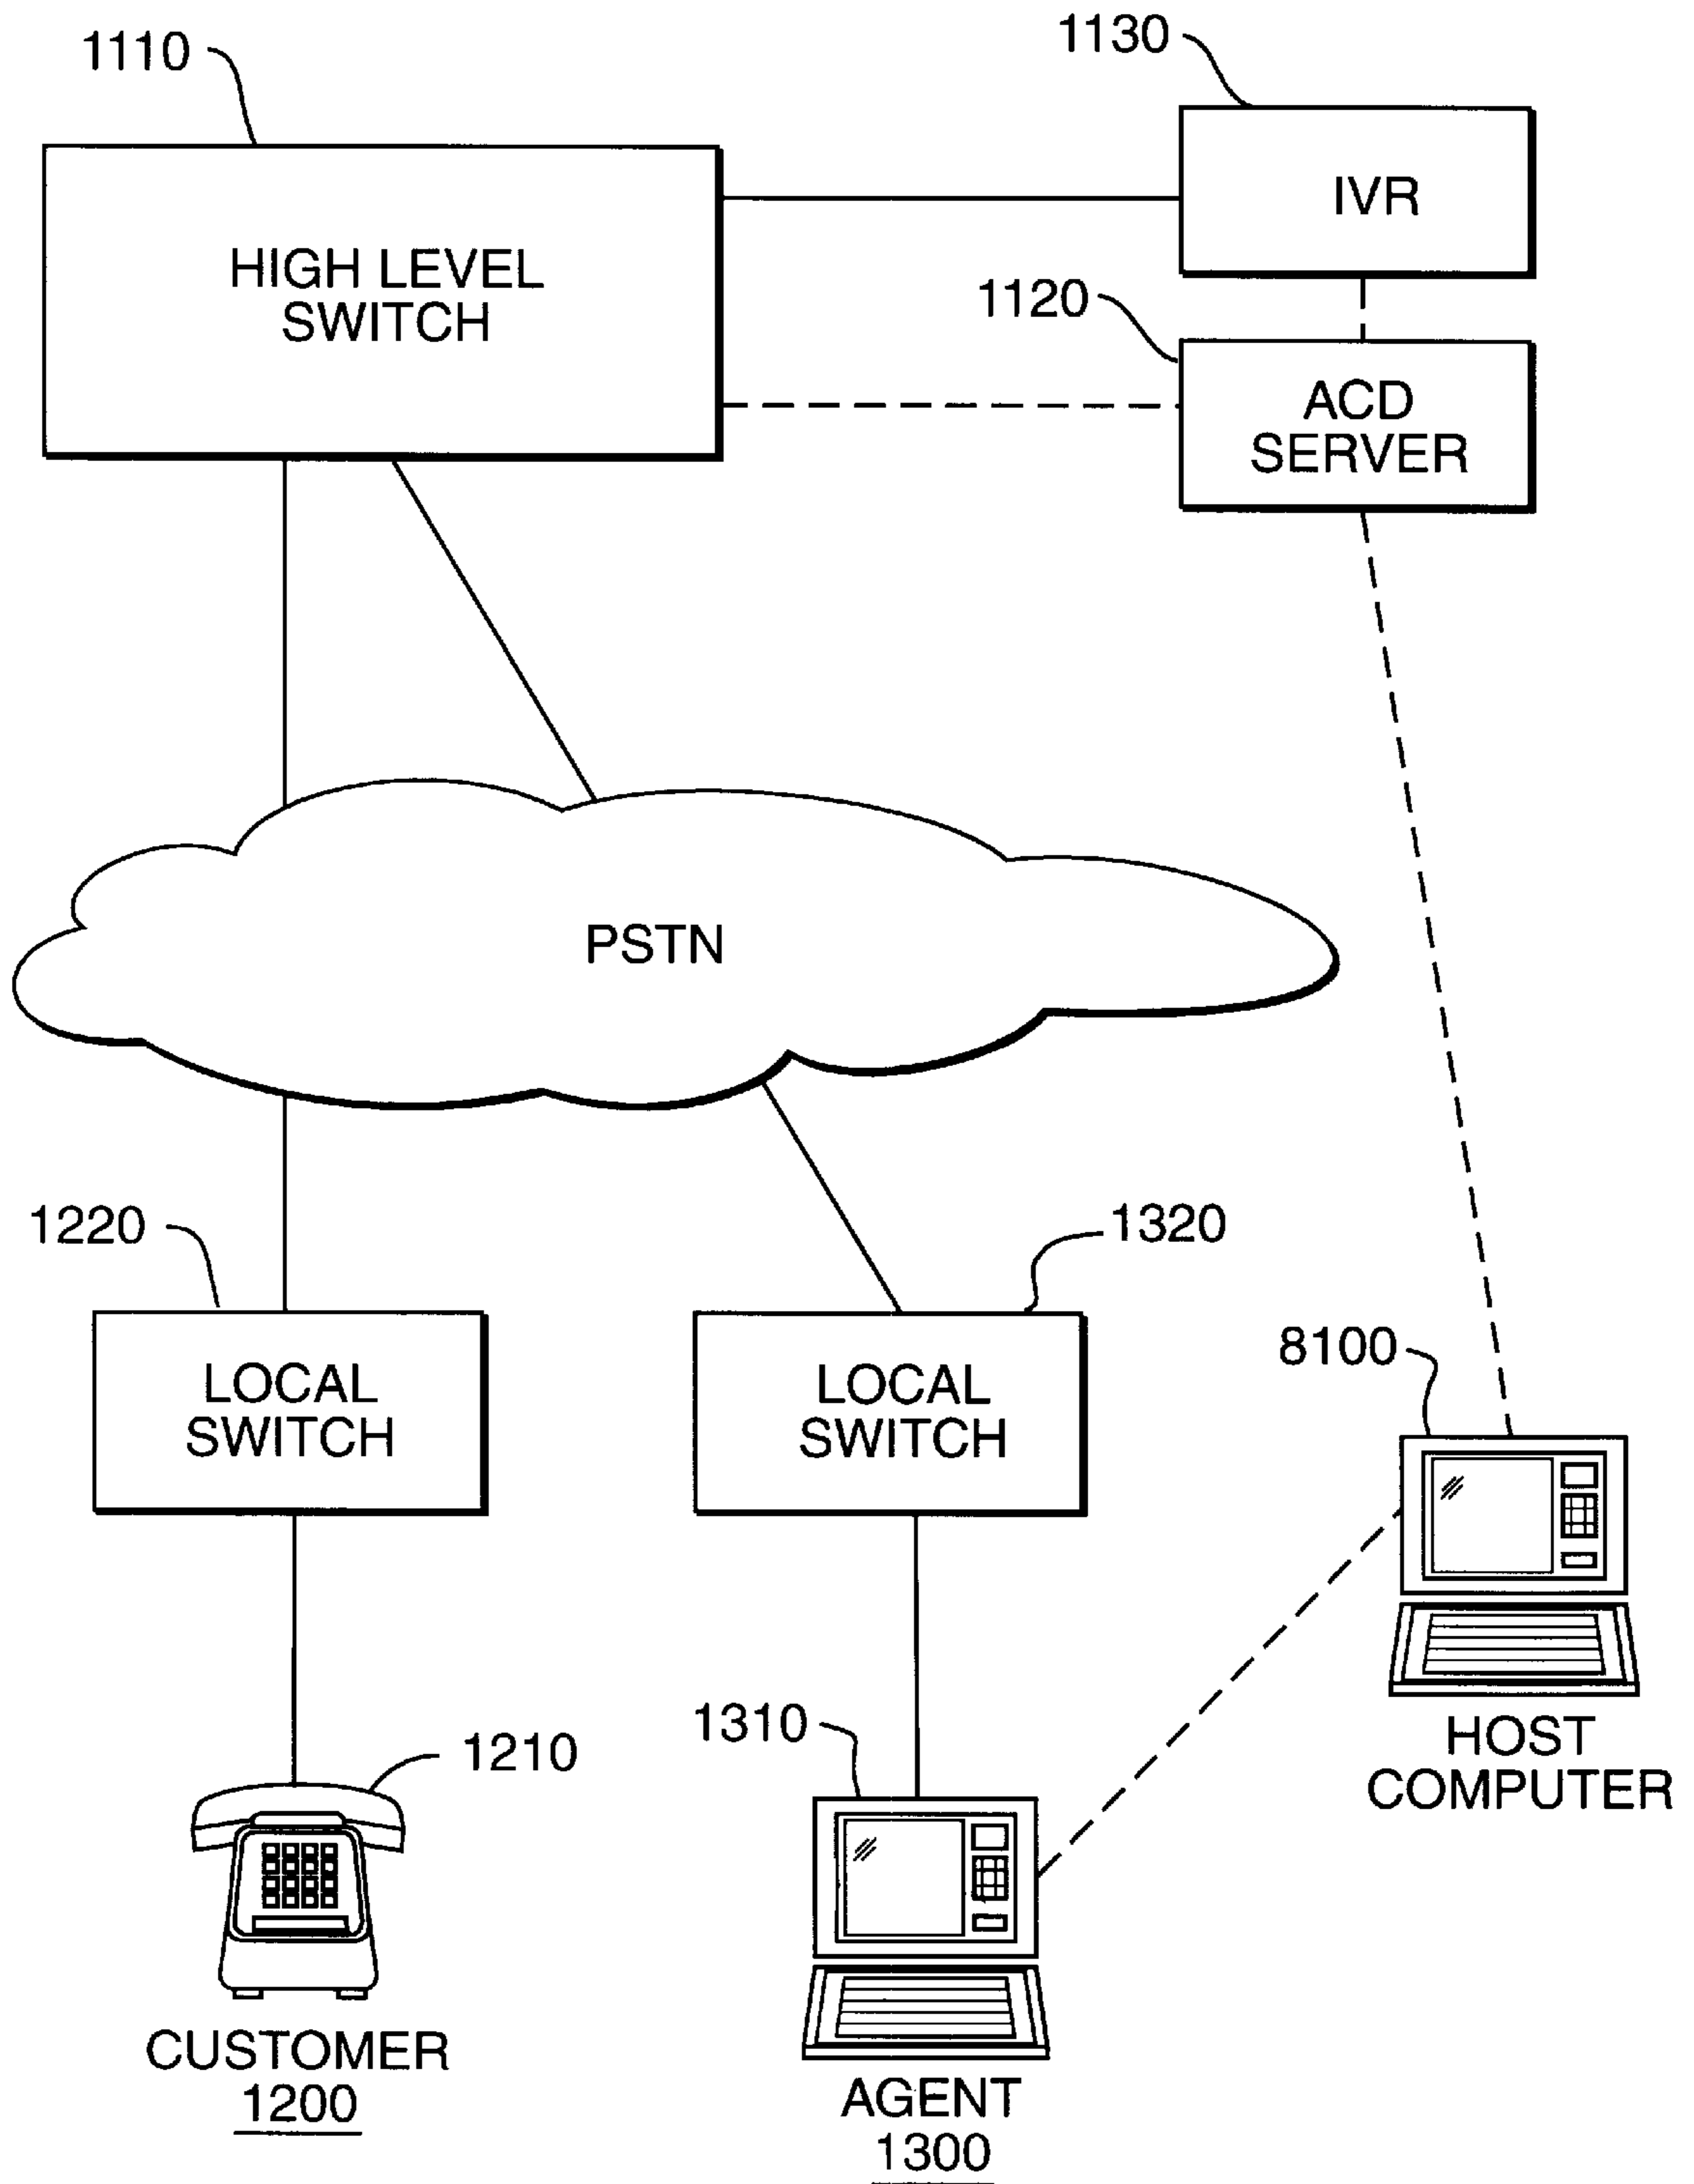 1110
1130
HIGH LEVEL
SWITCH
IVR
1120
ACD
SERVER
PSTN
1220
1320
LOCAL
SWITCH
LOCAL
SWITCH
8100
HOST
COMPUTER
1310
1210
CUSTOMER
1200
AGENT
1300